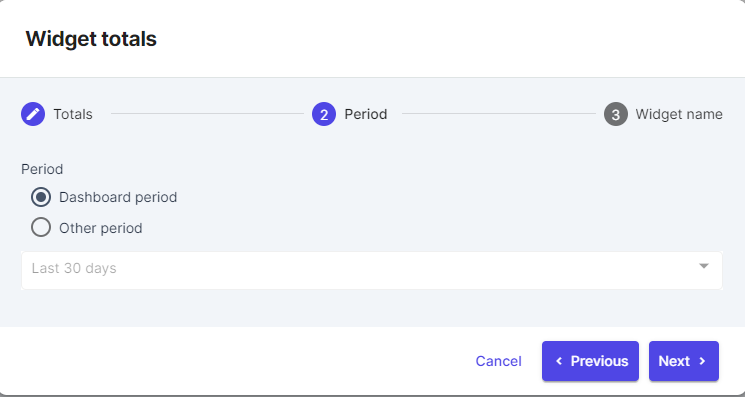 Widget totals
Totals
2 Period
3 Widget name
Period
Dashboard period
Other period
Last 30 days
Cancel Previous Next